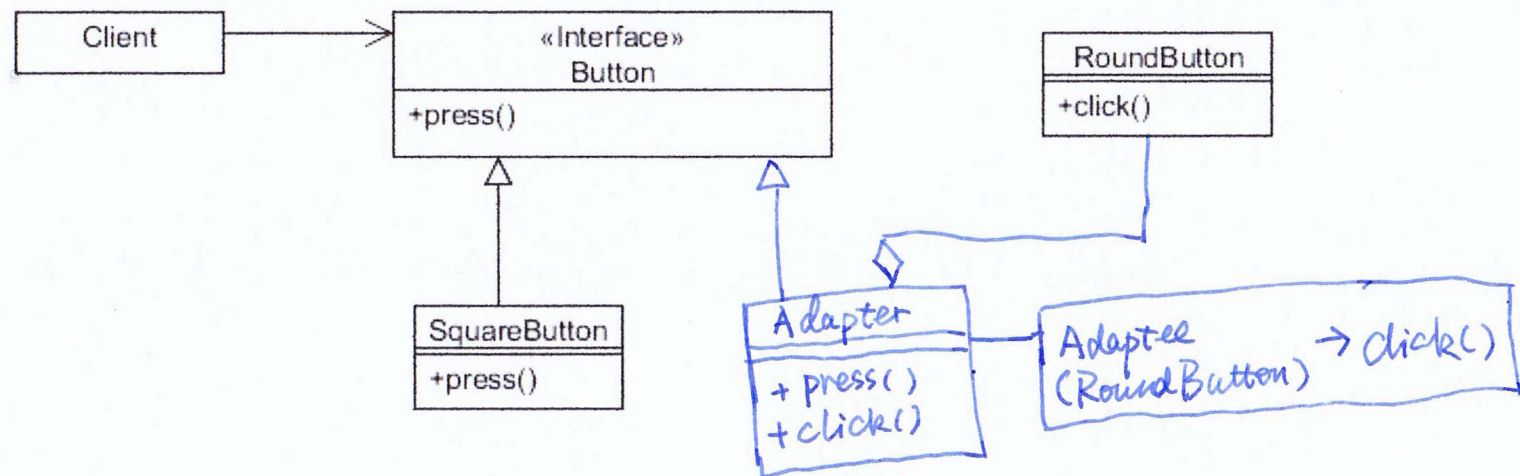 Client
«Interface»
Button
+press()
RoundButton
+click()
SquareButton
+press()
Adapter
+ press()
+ click()
Adaptee
(RoundButton) → click()